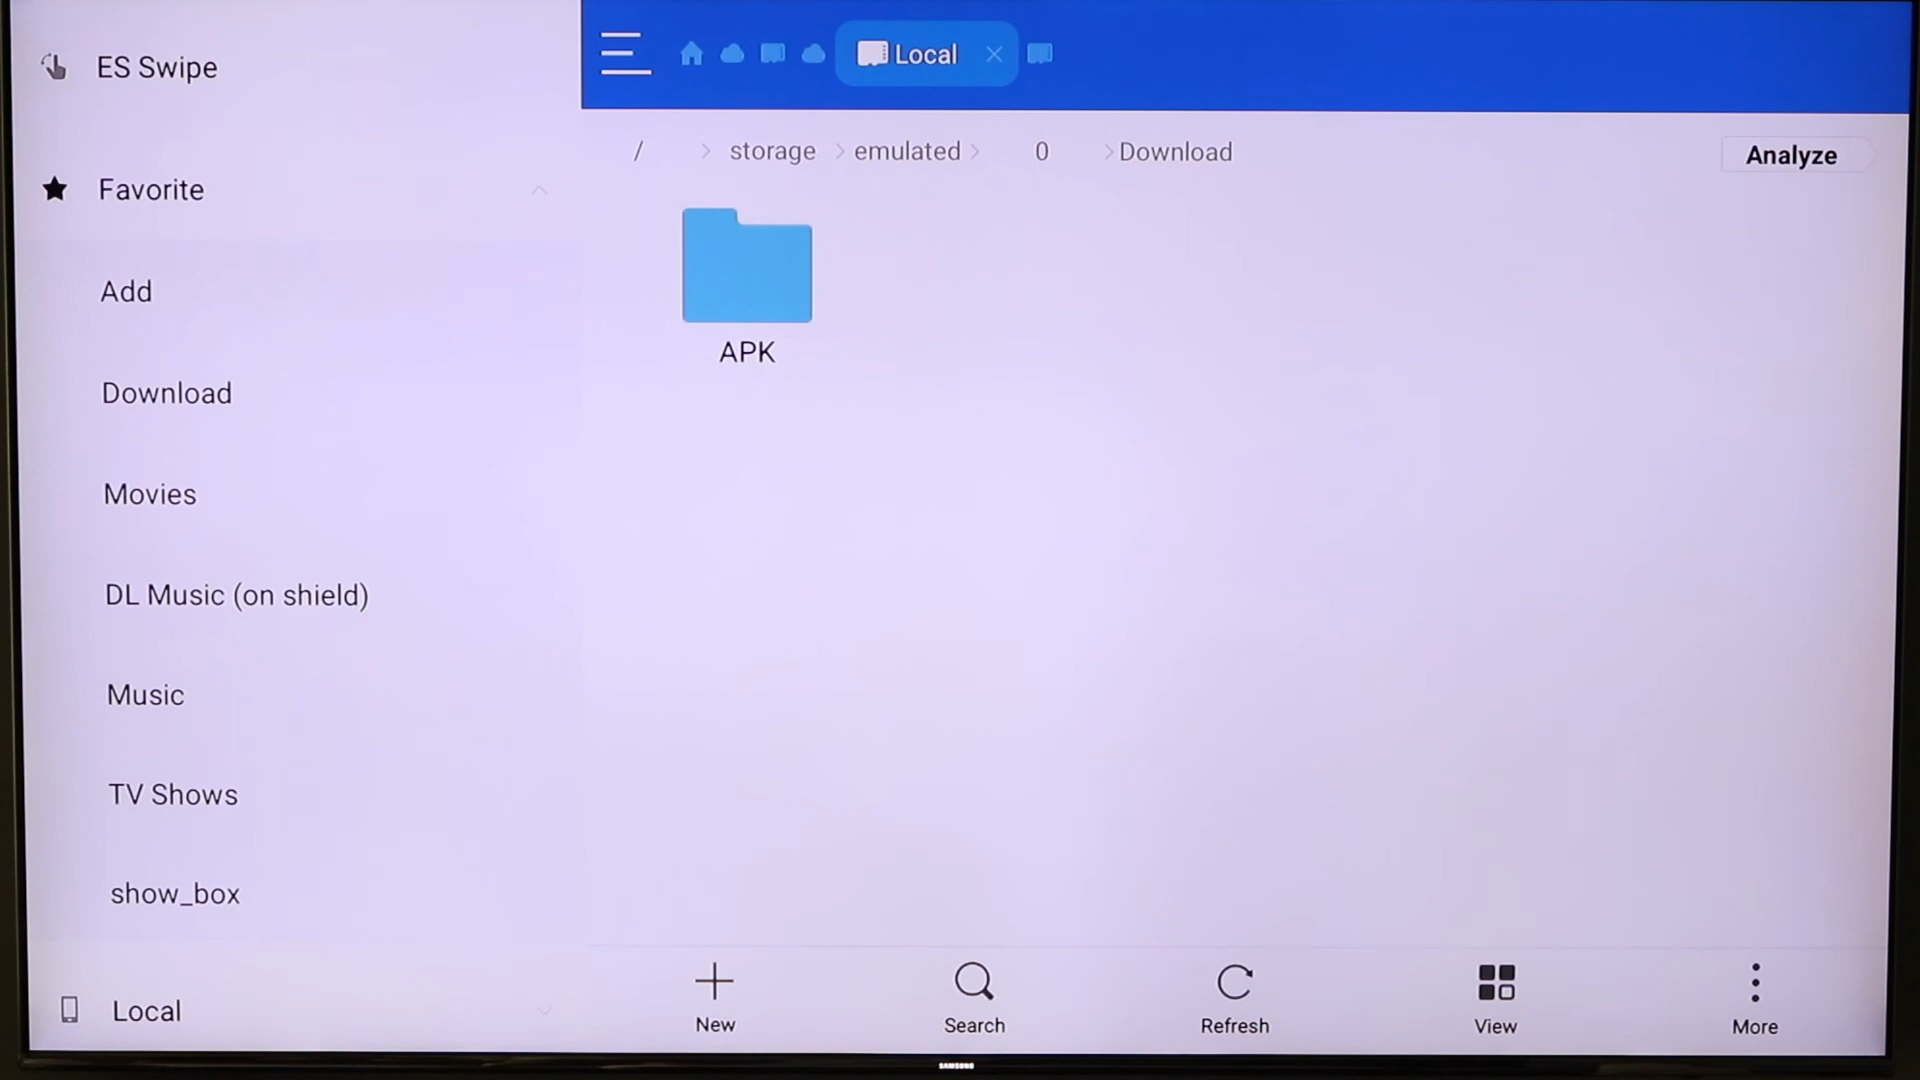 ES Swipe
Favorite
Add
Download
Movies
DL Music (on shield)
Music
TV Shows
show_box
Local
Local
/ > storage > emulated > 0 > Download
Analyze
APK
New
Search
Refresh
View
More
SAMSUNG